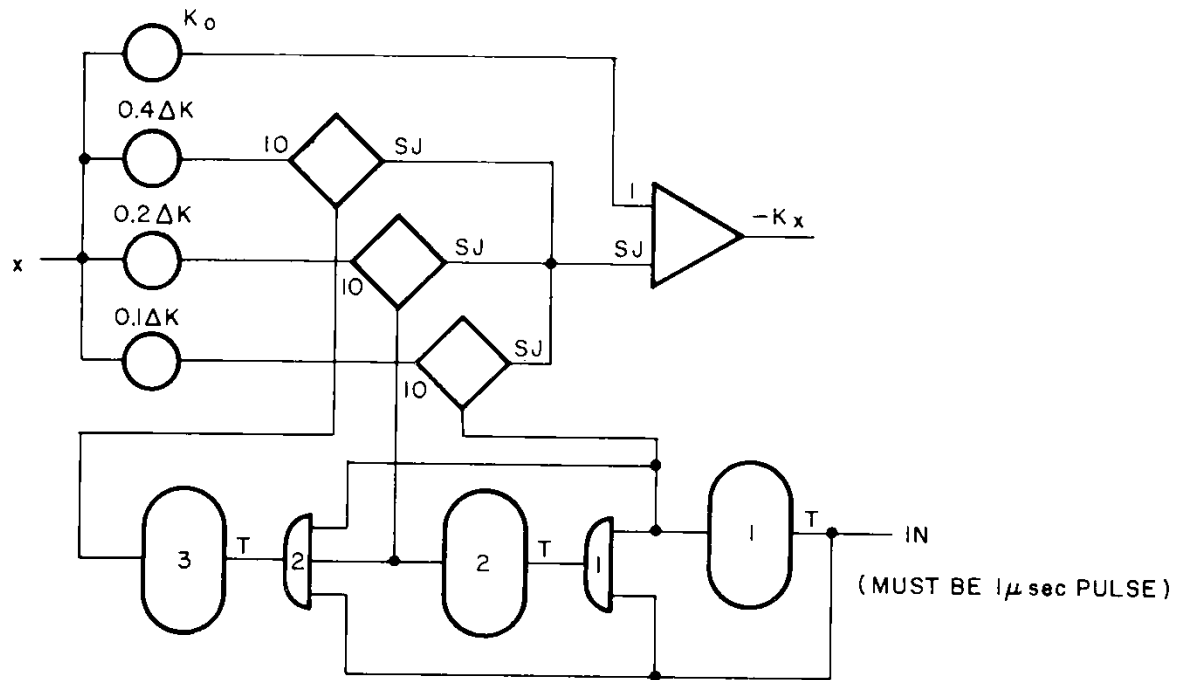 K₀
0.4ΔK
10
SJ
0.2ΔK
1
-Kx
SJ
SJ
x
10
0.1ΔK
SJ
10
3
T
2
2
T
1
1
T
IN
(MUST BE 1μsec PULSE)